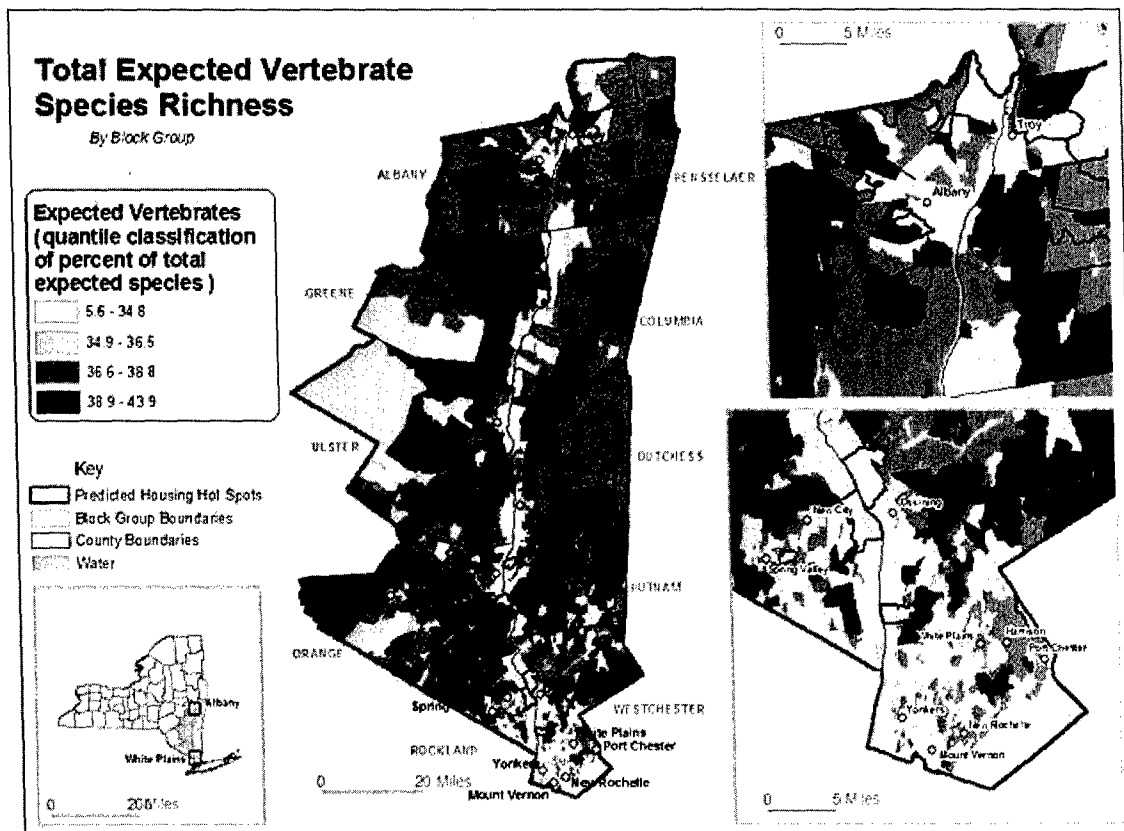 Total Expected Vertebrate
Species Richness
By Block Group
Expected Vertebrates
(quantile classification
of percent of total
expected species )
5.6 - 34.8
34.9 - 36.5
36.6 - 38.8
38.9 - 43.9
Key
Predicted Housing Hot Spots
Block Group Boundaries
County Boundaries
Water
Albany
White Plains
0
ALBANY
RENSSELAER
GREENE
COLUMBIA
ULSTER
DUTCHESS
PUTNAM
ORANGE
WESTCHESTER
Spring
ROCKLAND
Plains
Port Chester
Yonkers
New Rochelle
Mount Vernon
0 20 Miles
0 5 Miles
Troy
Albany
Ossining
New City
Spring Valley
White Plains
Harrison
Port Chester
Yonkers
New Rochelle
Mount Vernon
0 5 Miles